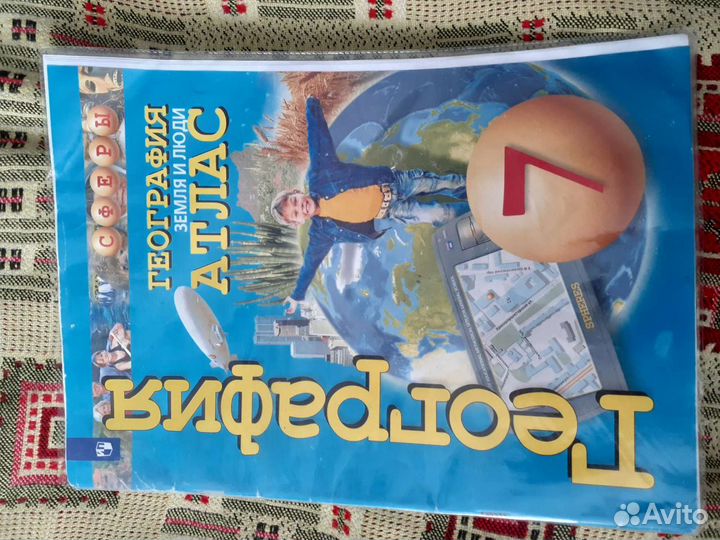 СФЕРЫ
ГЕОГРАФИЯ
ЗЕМЛЯ И ЛЮДИ
АТЛАС
7
SPHERES
География
Avito